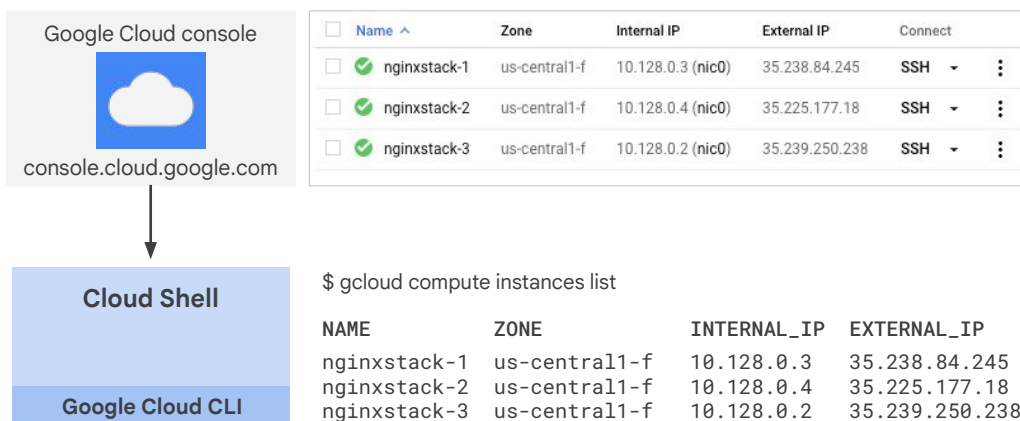 Google Cloud console
console.cloud.google.com
Name Zone Internal IP External IP Connect
nginxstack-1 us-central1-f 10.128.0.3 (nic0) 35.238.84.245 SSH
nginxstack-2 us-central1-f 10.128.0.4 (nic0) 35.225.177.18 SSH
nginxstack-3 us-central1-f 10.128.0.2 (nic0) 35.239.250.238 SSH
Cloud Shell
Google Cloud CLI
$ gcloud compute instances list
NAME ZONE INTERNAL_IP EXTERNAL_IP
nginxstack-1 us-central1-f 10.128.0.3 35.238.84.245
nginxstack-2 us-central1-f 10.128.0.4 35.225.177.18
nginxstack-3 us-central1-f 10.128.0.2 35.239.250.238